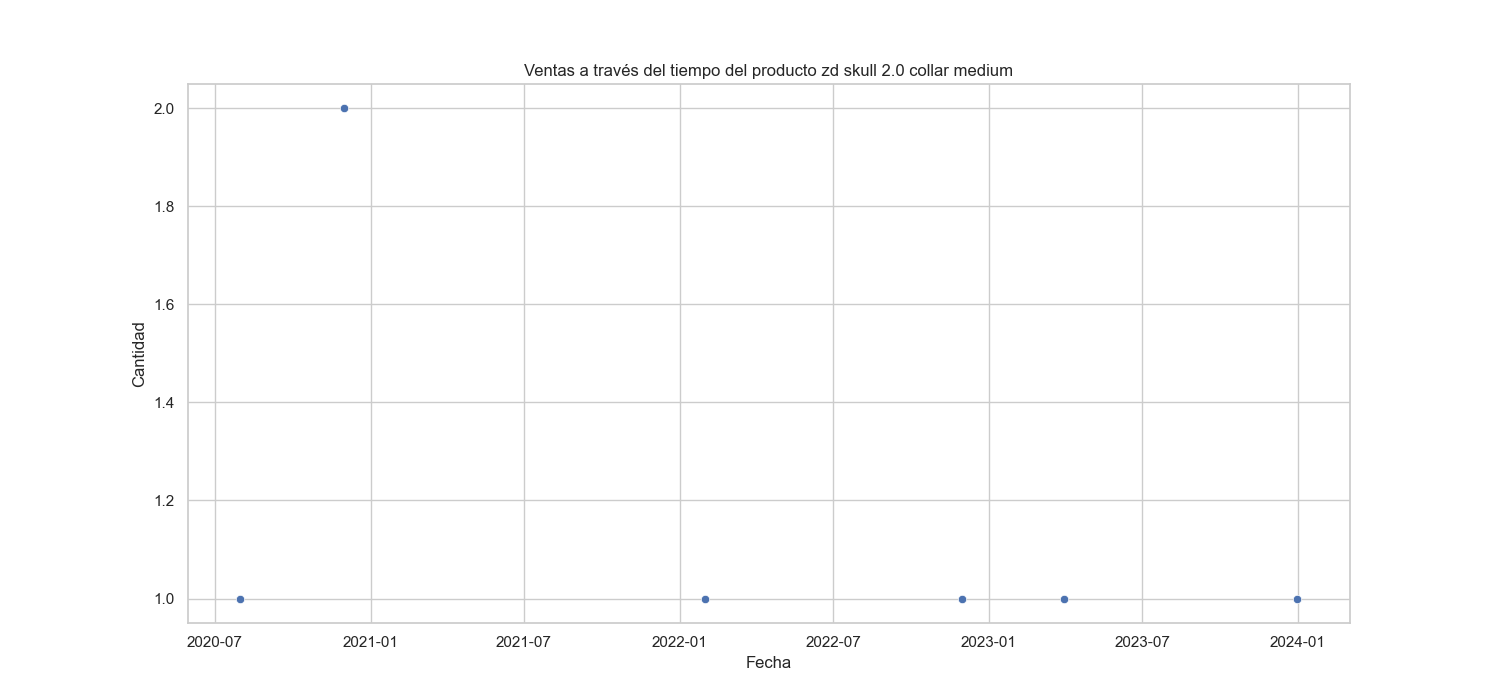 Ventas a través del tiempo del producto zd skull 2.0 collar medium
2.0
1.8
1.6
1.4
1.2
1.0
Cantidad
2020-07 2021-01 2021-07 2022-01 2022-07 2023-01 2023-07 2024-01
Fecha